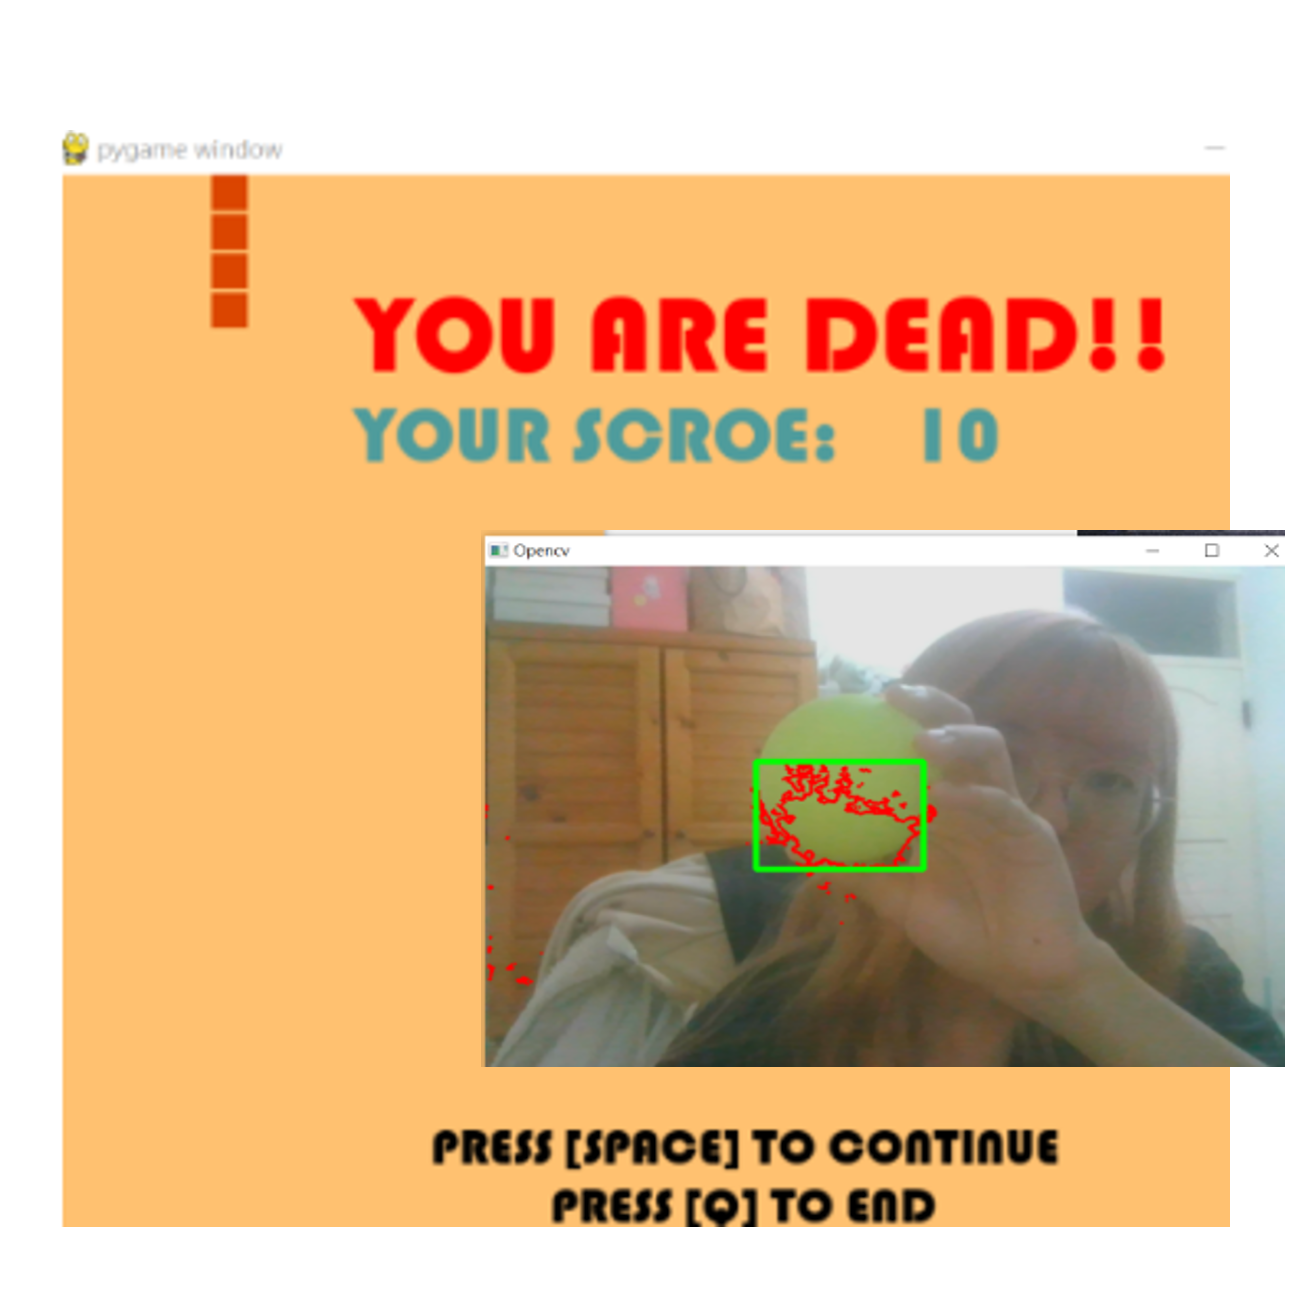 pygame window
YOU ARE DEAD!!
YOUR SCROE: 10
Opencv
PRESS [SPACE] TO CONTINUE
PRESS [Q] TO END